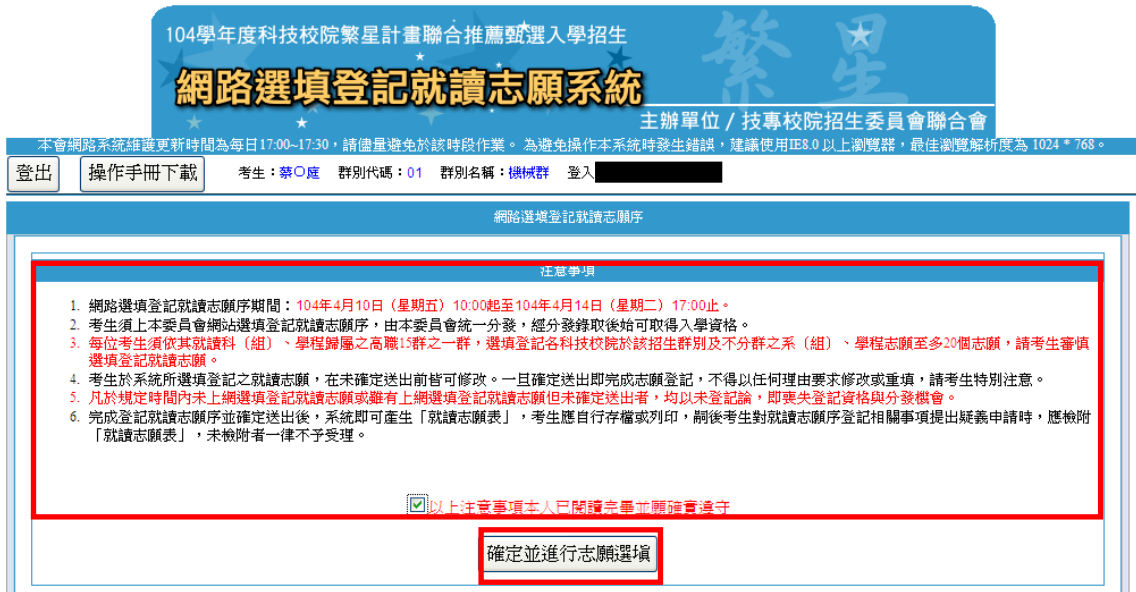 104學年度科技校院繁星計畫聯合推薦甄選入學招生
繁星
網路選填登記就讀志願系統
主辦單位 / 技專校院招生委員會聯合會
本會網路系統維護更新時間為每日17:00~17:30，請儘量避免於該時段作業。 為避免操作本系統時發生錯誤，建議使用IE8.0 以上瀏覽器，最佳瀏覽解析度為 1024 * 768。
登出 操作手冊下載 考生：蔡○庭 群別代碼：01 群別名稱：機械群 登入
網路選填登記就讀志願序
注意事項
1. 網路選填登記就讀志願序期間：104年4月10日（星期五）10:00起至104年4月14日（星期二）17:00止。
2. 考生須上本委員會網站選填登記就讀志願序，由本委員會統一分發，經分發錄取後始可取得入學資格。
3. 每位考生須依其就讀科（組）、學程歸屬之高職15群之一群，選填登記各科技校院於該招生群別及不分群之系（組）、學程志願至多20個志願，請考生審慎
選填登記就讀志願。
4. 考生於系統所選填登記之就讀志願，在未確定送出前皆可修改。一旦確定送出即完成志願登記，不得以任何理由要求修改或重填，請考生特別注意。
5. 凡於規定時間內未上網選填登記就讀志願或雖有上網選填登記就讀志願但未確定送出者，均以未登記論，即喪失登記資格與分發機會。
6. 完成登記就讀志願序並確定送出後，系統即可產生「就讀志願表」，考生應自行存檔或列印，嗣後考生對就讀志願序登記相關事項提出疑義申請時，應檢附
「就讀志願表」，未檢附者一律不予受理。
以上注意事項本人已閱讀完畢並願確實遵守
確定並進行志願選填